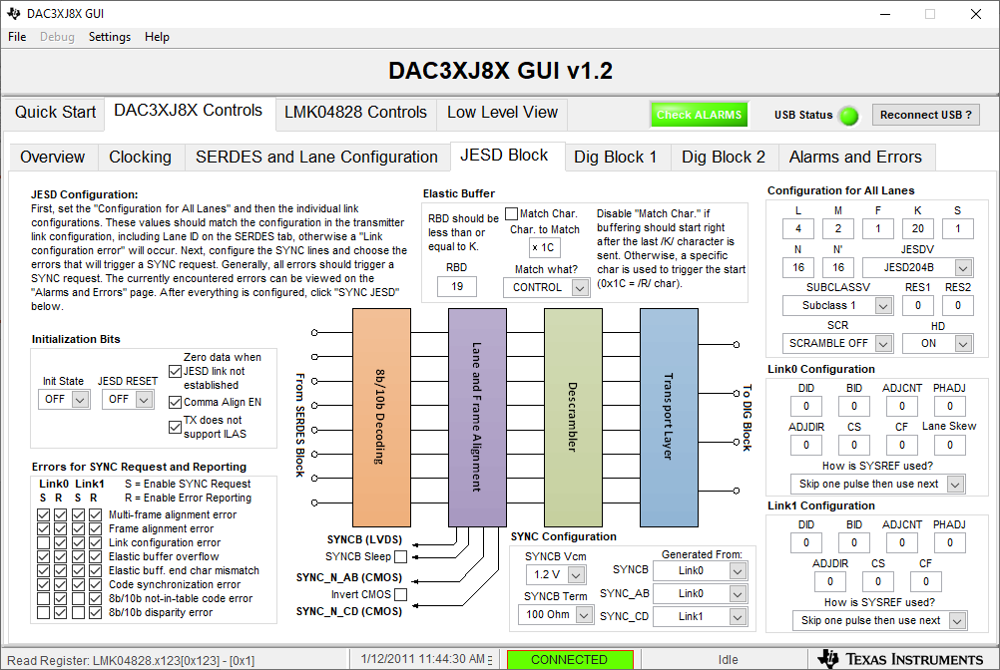 DAC3XJ8X GUI
File Debug Settings Help
DAC3XJ8X GUI v1.2
Quick Start DAC3XJ8X Controls LMK04828 Controls Low Level View Check ALARMS USB Status Reconnect USB ?
Overview Clocking SERDES and Lane Configuration JESD Block Dig Block 1 Dig Block 2 Alarms and Errors
JESD Configuration:
First, set the "Configuration for All Lanes" and then the individual link
configurations. These values should match the configuration in the transmitter
link configuration, including Lane ID on the SERDES tab, otherwise a "Link
configuration error" will occur. Next, configure the SYNC lines and choose the
errors that will trigger a SYNC request. Generally, all errors should trigger a
SYNC request. The currently encountered errors can be viewed on the
"Alarms and Errors" page. After everything is configured, click "SYNC JESD"
below.
Elastic Buffer
RBD should be
less than or
equal to K.
RBD
19
Match Char.
Char. to Match
x 1C
Match what?
CONTROL
Disable "Match Char." if
buffering should start right
after the last /K/ character is
sent. Otherwise, a specific
char is used to trigger the start
(0x1C = /R/ char).
Configuration for All Lanes
L M F K S
4 2 1 20 1
N N' JESDV
16 16 JESD204B
SUBCLASSV RES1 RES2
Subclass 1 0 0
SCR HD
SCRAMBLE OFF ON
Initialization Bits
Init State JESD RESET
OFF OFF
Zero data when
JESD link not
established
Comma Align EN
TX does not
support ILAS
From SERDES Block
8b/10b Decoding
Lane and Frame Alignment
Descrambler
Transport Layer
To DIG Block
Link0 Configuration
DID BID ADJCNT PHADJ
0 0 0 0
ADJDIR CS CF Lane Skew
0 0 0 0
How is SYSREF used?
Skip one pulse then use next
Errors for SYNC Request and Reporting
Link0 Link1 S = Enable SYNC Request
S R S R R = Enable Error Reporting
Multi-frame alignment error
Frame alignment error
Link configuration error
Elastic buffer overflow
Elastic buff. end char mismatch
Code synchronization error
8b/10b not-in-table code error
8b/10b disparity error
SYNCB (LVDS)
SYNCB Sleep
SYNC_N_AB (CMOS)
Invert CMOS
SYNC_N_CD (CMOS)
SYNC Configuration
SYNCB Vcm
1.2 V
SYNCB Term
100 Ohm
Generated From:
SYNCB Link0
SYNC_AB Link0
SYNC_CD Link1
Link1 Configuration
DID BID ADJCNT PHADJ
0 0 0 0
ADJDIR CS CF
0 0 0
How is SYSREF used?
Skip one pulse then use next
Read Register: LMK04828.x123[0x123] - [0x1] 1/12/2011 11:44:30 AM CONNECTED Idle TEXAS INSTRUMENTS